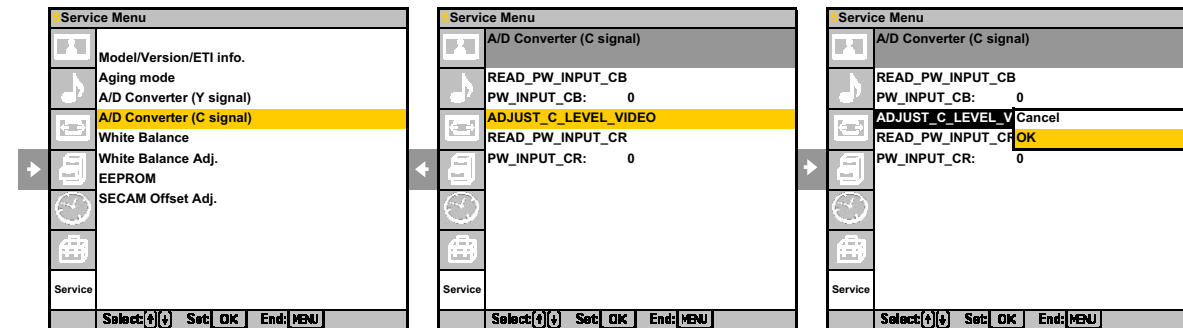 Service Menu
Model/Version/ETI info.
Aging mode
A/D Converter (Y signal)
A/D Converter (C signal)
White Balance
White Balance Adj.
EEPROM
SECAM Offset Adj.
Service
Select: Set: OK End: MENU
Service Menu
A/D Converter (C signal)
READ_PW_INPUT_CB
PW_INPUT_CB: 0
ADJUST_C_LEVEL_VIDEO
READ_PW_INPUT_CR
PW_INPUT_CR: 0
Service
Select: Set: OK End: MENU
Service Menu
A/D Converter (C signal)
READ_PW_INPUT_CB
PW_INPUT_CB: 0
ADJUST_C_LEVEL_V Cancel
READ_PW_INPUT_CR OK
PW_INPUT_CR: 0
Service
Select: Set: OK End: MENU